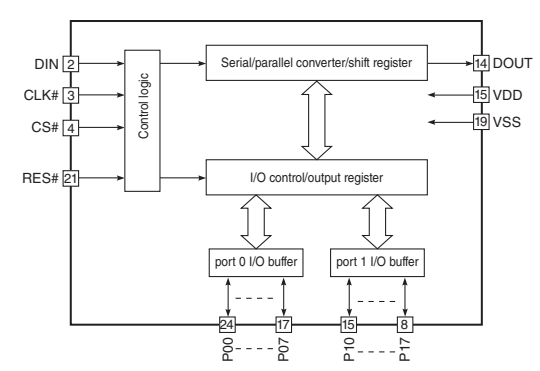 DIN 2
CLK# 3
CS# 4
RES# 21
Control logic
Serial/parallel converter/shift register
14 DOUT
15 VDD
19 VSS
I/O control/output register
port 0 I/O buffer
port 1 I/O buffer
24 17 15 8
P00 P07 P10 P17